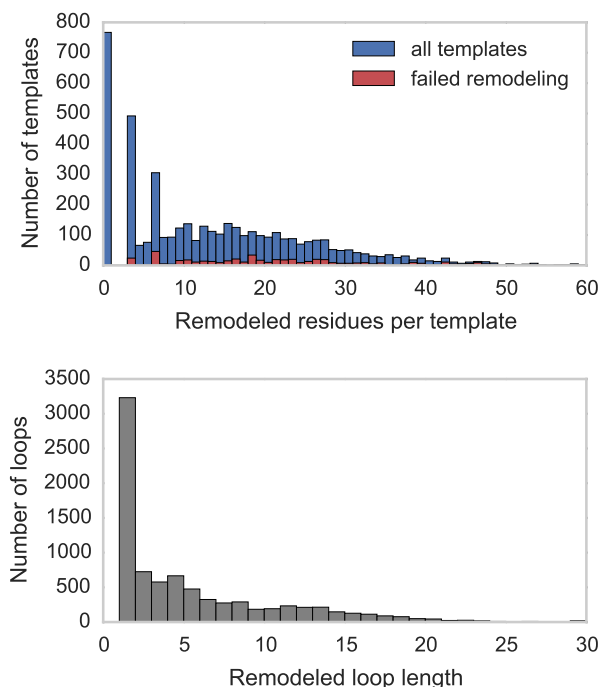 800
700
600
500
400
300
200
100
0
Number of templates
all templates
failed remodeling
0 10 20 30 40 50 60
Remodeled residues per template
3500
3000
2500
2000
1500
1000
500
0
Number of loops
0 5 10 15 20 25 30
Remodeled loop length